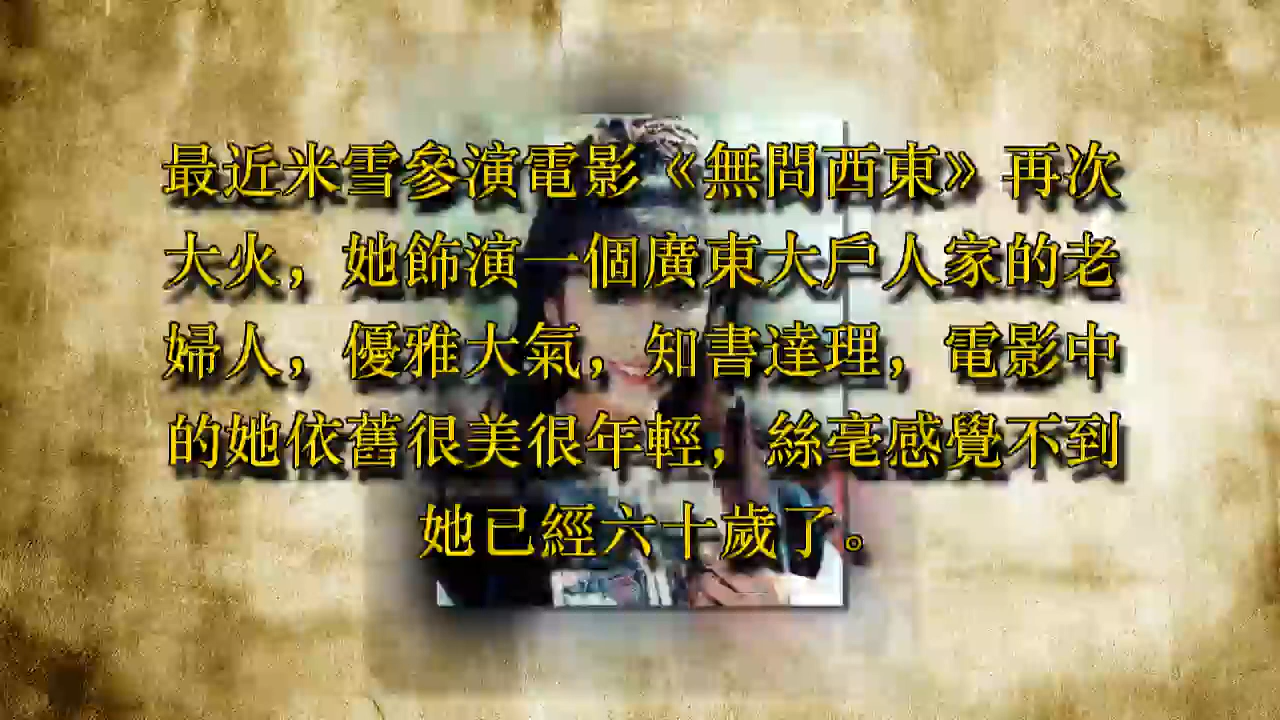 最近米雪參演電影《無問西東》再次
大火，她飾演一個廣東大戶人家的老
婦人，優雅大氣，知書達理，電影中
的她依舊很美很年輕，絲毫感覺不到
她已經六十歲了。